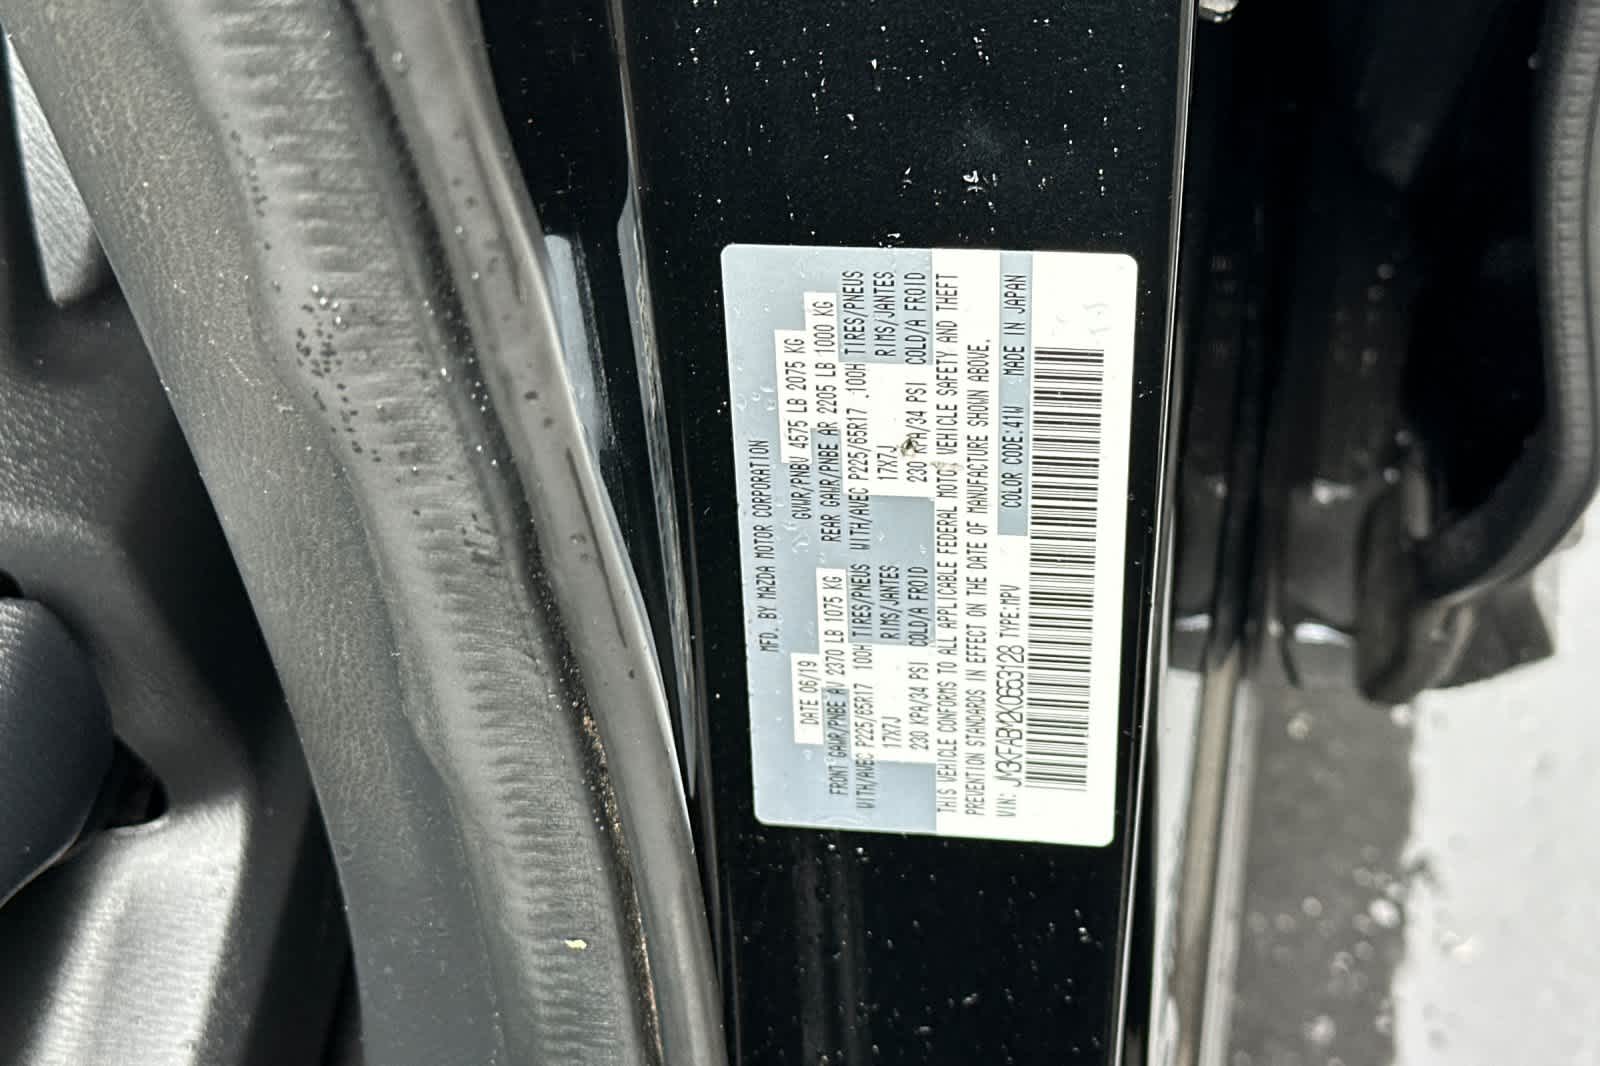 MFD. BY MAZDA MOTOR CORPORATION
DATE 06/19 GVWR/PNBV 4575 LB 2075 KG
FRONT GAWR/PNBE AV 2370 LB 1075 KG REAR GAWR/PNBE AR 2205 LB 1000 KG
WITH/AVEC P225/65R17 100H TIRES/PNEUS WITH/AVEC P225/65R17 100H TIRES/PNEUS
17X7J RIMS/JANTES 17X7J RIMS/JANTES
230 KPA/34 PSI COLD/A FROID 230 KPA/34 PSI COLD/A FROID
THIS VEHICLE CONFORMS TO ALL APPLICABLE FEDERAL MOTOR VEHICLE SAFETY AND THEFT
PREVENTION STANDARDS IN EFFECT ON THE DATE OF MANUFACTURE SHOWN ABOVE.
VIN: JM3KFABM2K0653128 TYPE:MPV COLOR CODE:41W MADE IN JAPAN